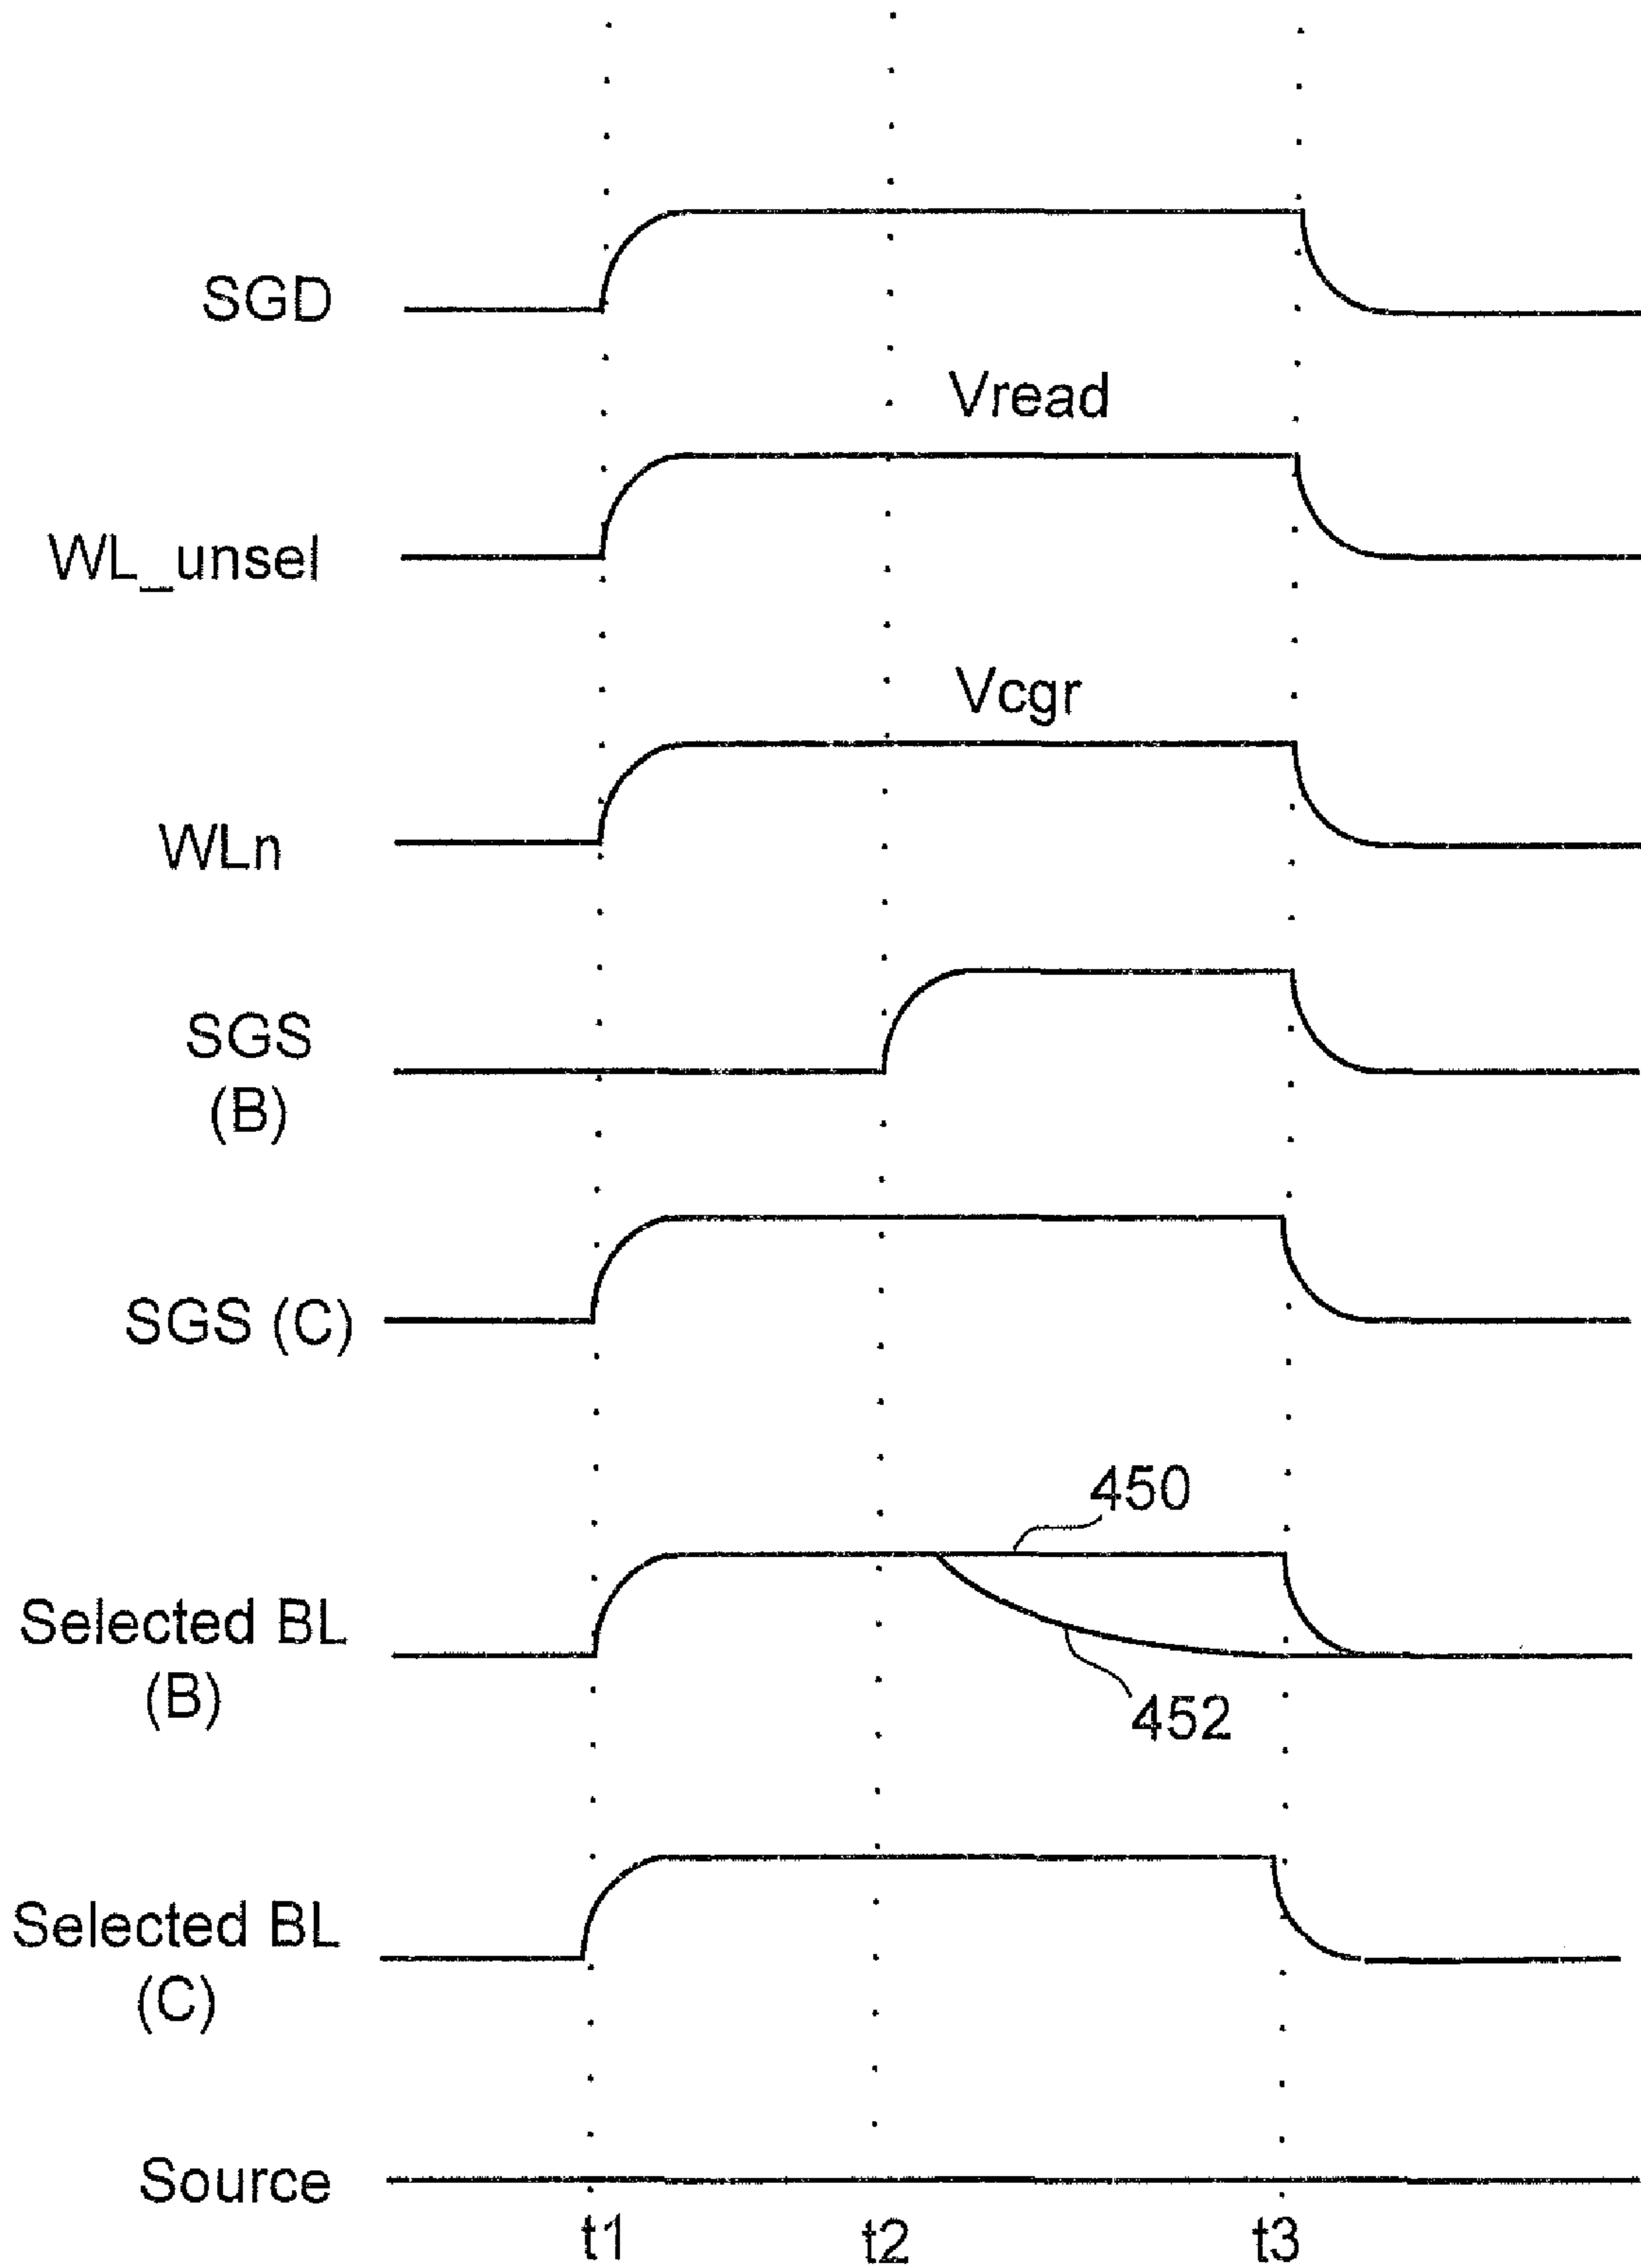 SGD
Vread
WL_unsel
Vcgr
WLn
SGS
(B)
SGS (C)
450
Selected BL
(B)
452
Selected BL
(C)
Source
t1
t2
t3